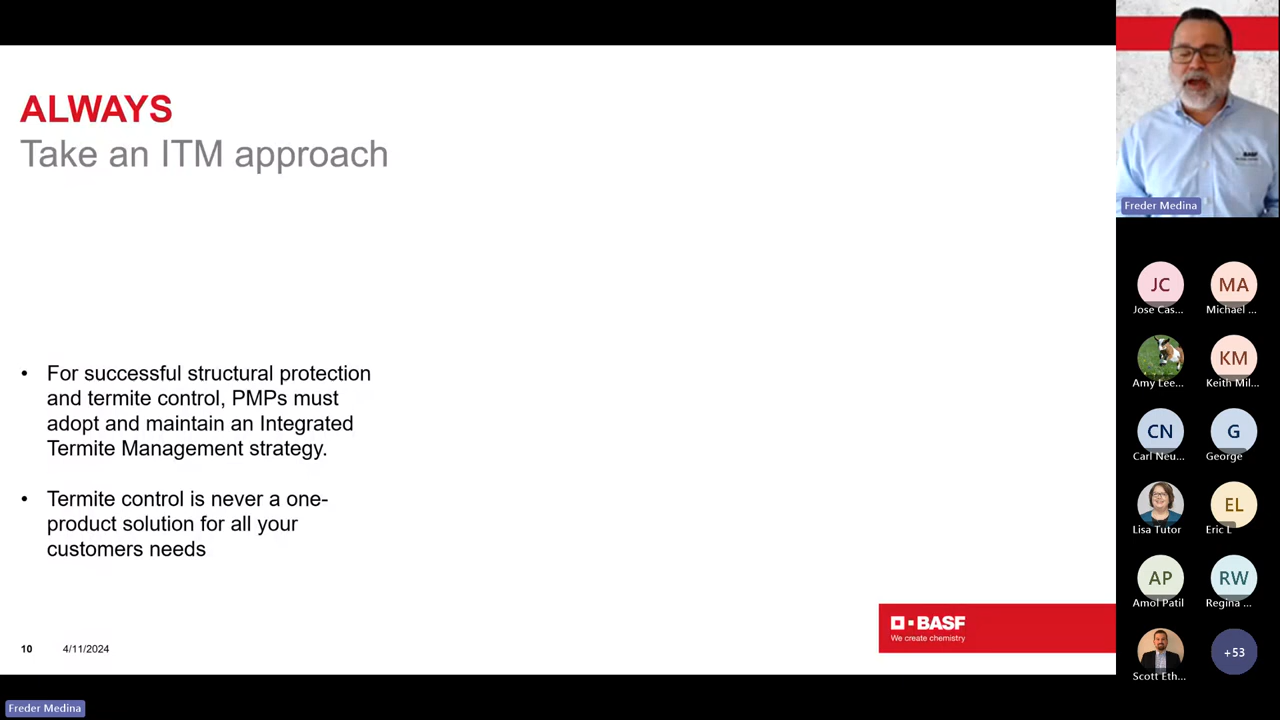 ALWAYS
Take an ITM approach
• For successful structural protection
and termite control, PMPs must
adopt and maintain an Integrated
Termite Management strategy.
• Termite control is never a one-
product solution for all your
customers needs
10 4/11/2024
BASF
We create chemistry
Freder Medina
BASF
Freder Medina
JC MA
Jose Cas... Michael ...
KM
Amy Lee... Keith Mil...
CN G
Carl Neu... George
EL
Lisa Tutor Eric L
AP RW
Amol Patil Regina ...
+53
Scott Eth...